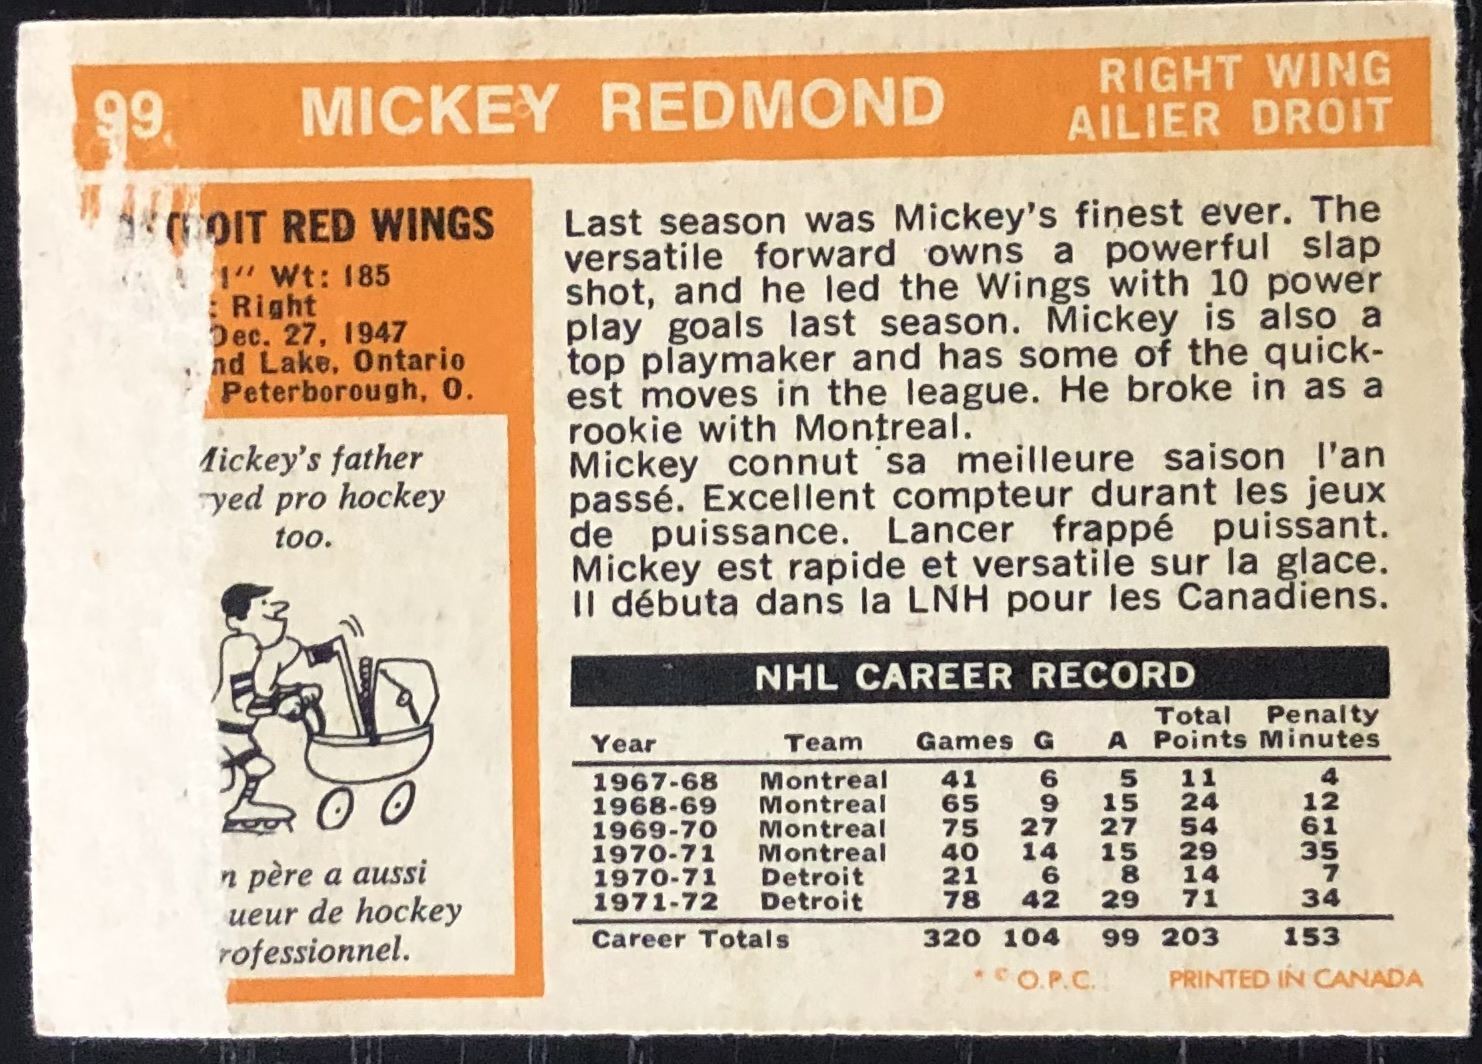 99 MICKEY REDMOND RIGHT WING
AILIER DROIT
RED WINGS
Wt: 185
Right
Dec. 27, 1947
Lake, Ontario
Peterborough, O.
Mickey's father
pro hockey
too.
père a aussi
de hockey
Last season was Mickey's finest ever. The
versatile forward owns a powerful slap
shot, and he led the Wings with 10 power
play goals last season. Mickey is also a
top playmaker and has some of the quick-
est moves in the league. He broke in as a
rookie with Montreal.
Mickey connut sa meilleure saison l'an
passé. Excellent compteur durant les jeux
de puissance. Lancer frappé puissant.
Mickey est rapide et versatile sur la glace.
Il débuta dans la LNH pour les Canadiens.
NHL CAREER RECORD
Total Penalty
Year Team Games G A Points Minutes
1967-68 Montreal 41 6 5 11 4
1968-69 Montreal 65 9 15 24 12
1969-70 Montreal 75 27 27 54 61
1970-71 Montreal 40 14 15 29 35
1970-71 Detroit 21 6 8 14 7
1971-72 Detroit 78 42 29 71 34
Career Totals 320 104 99 203 153
* © O.P.C. PRINTED IN CANADA